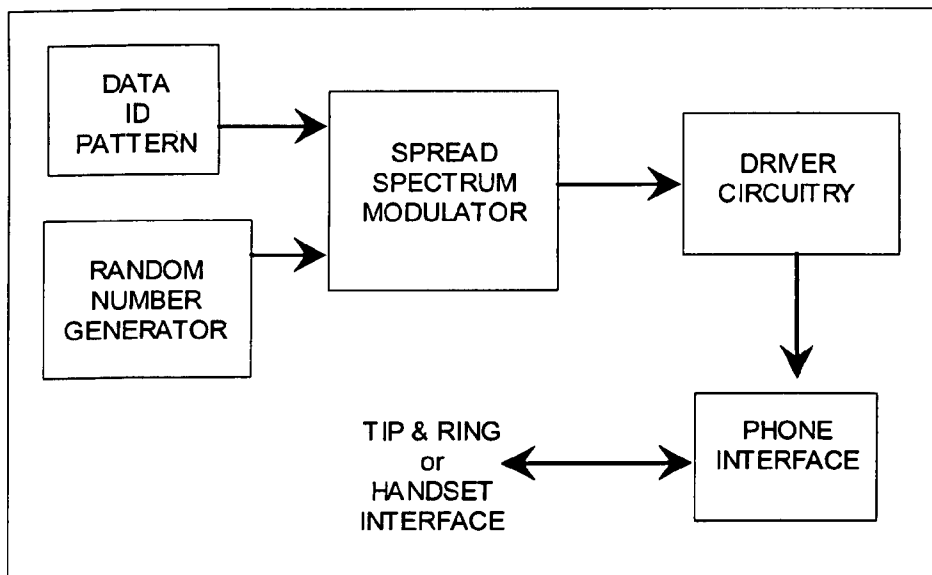 DATA
ID
PATTERN
SPREAD
SPECTRUM
MODULATOR
DRIVER
CIRCUITRY
RANDOM
NUMBER
GENERATOR
TIP & RING
or
HANDSET
INTERFACE
PHONE
INTERFACE